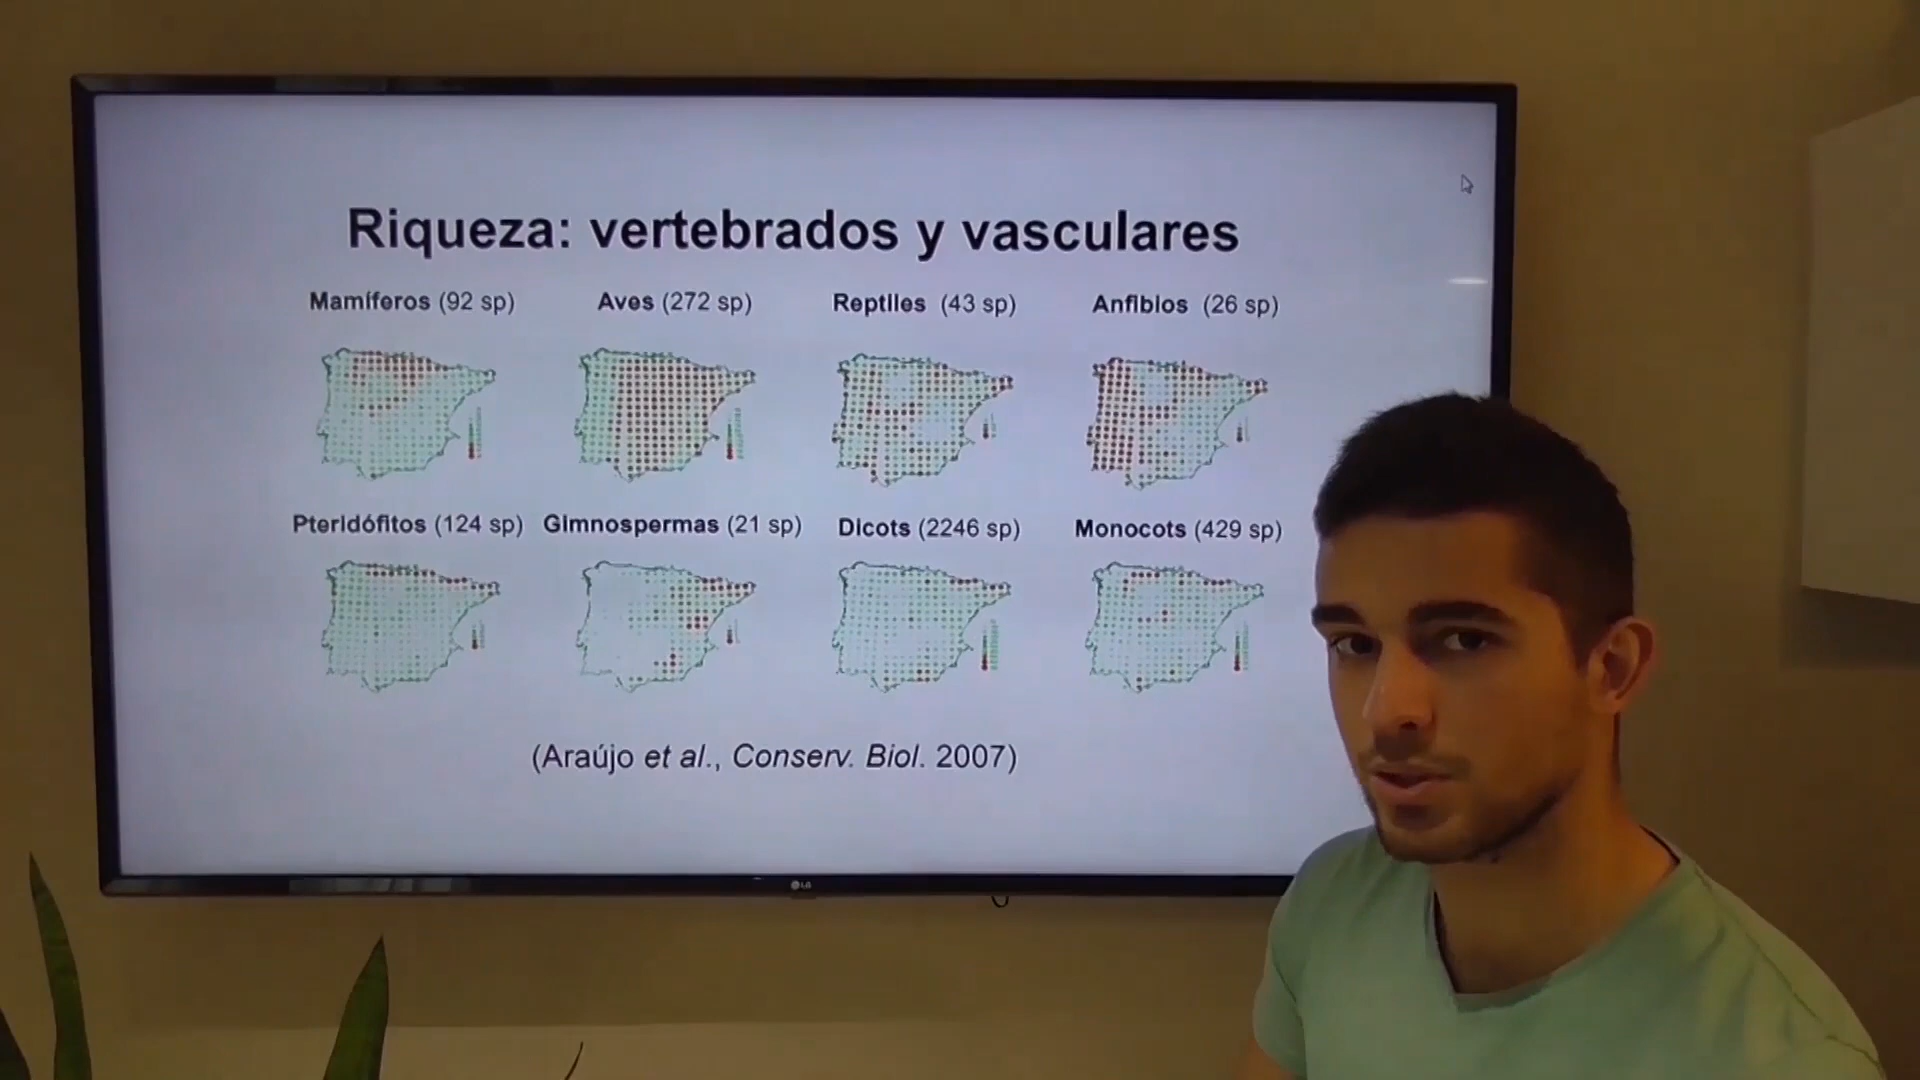 Riqueza: vertebrados y vasculares
Mamíferos (92 sp) Aves (272 sp) Reptiles (43 sp) Anfibios (26 sp)
Pteridófitos (124 sp) Gimnospermas (21 sp) Dicots (2246 sp) Monocots (429 sp)
(Araújo et al., Conserv. Biol. 2007)
LG